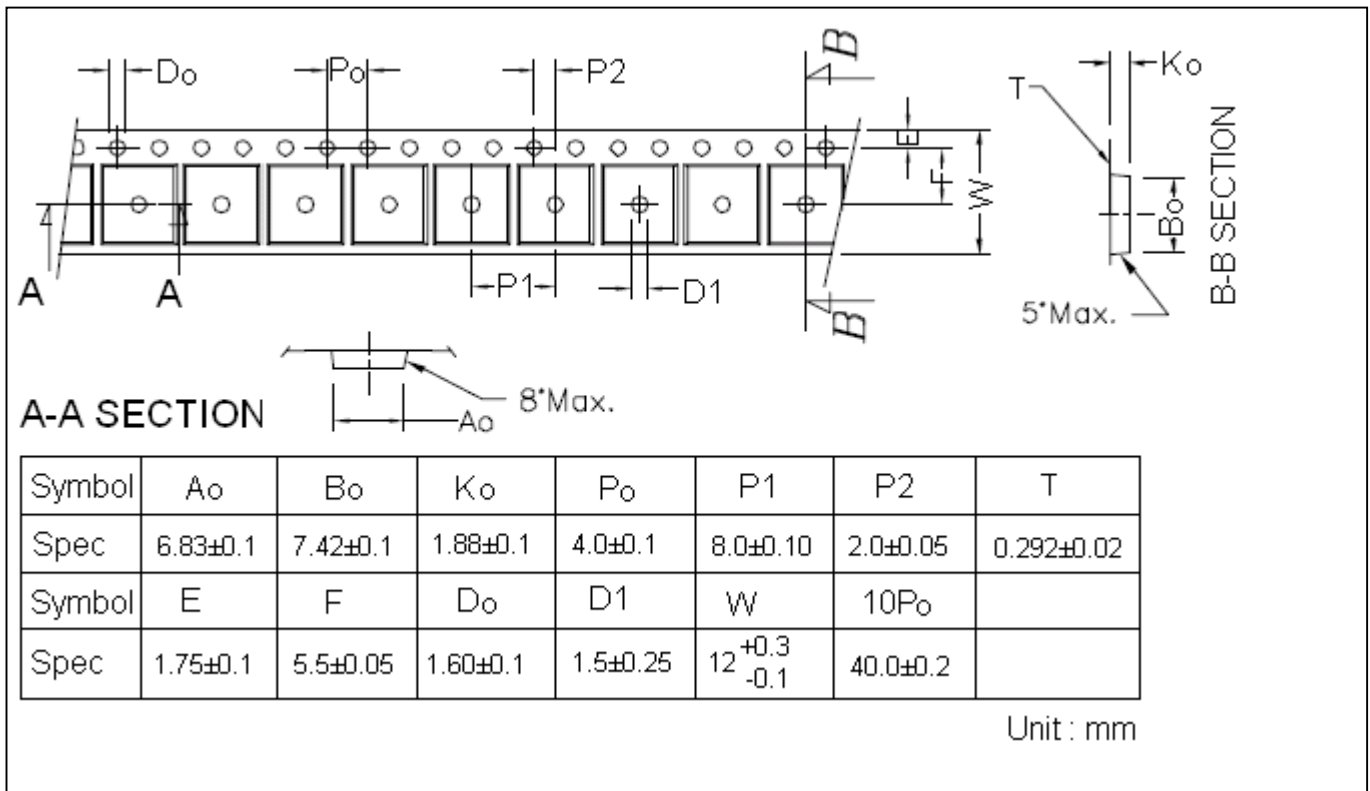 Do
Po
P2
B
T
Ko
E
F
W
Bo
B-B SECTION
A
A
P1
D1
B
5°Max.
8°Max.
A-A SECTION
Ao
Symbol Ao Bo Ko Po P1 P2 T
Spec 6.83±0.1 7.42±0.1 1.88±0.1 4.0±0.1 8.0±0.10 2.0±0.05 0.292±0.02
Symbol E F Do D1 W 10Po
Spec 1.75±0.1 5.5±0.05 1.60±0.1 1.5±0.25 12 +0.3 -0.1 40.0±0.2
Unit : mm